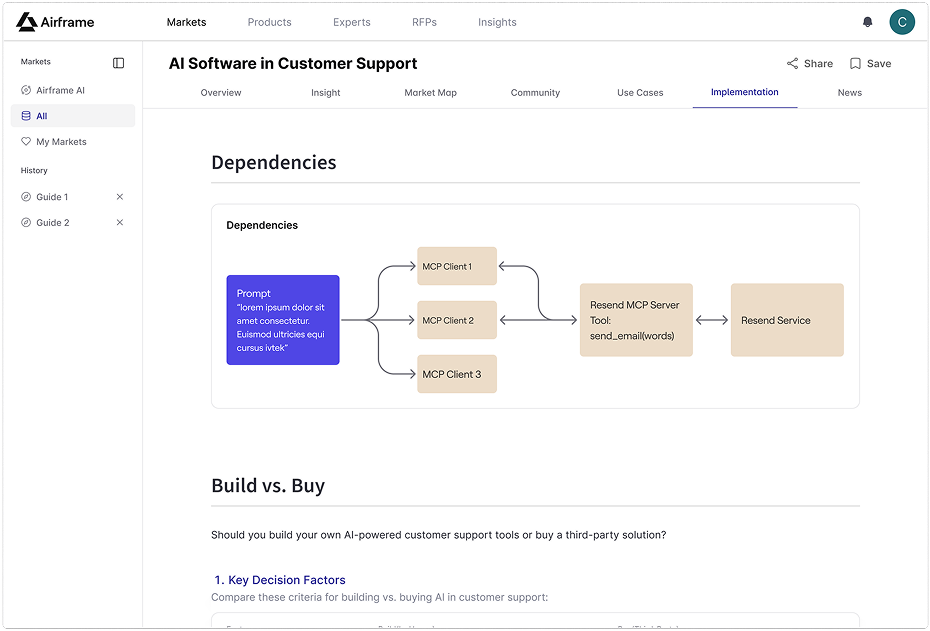 Airframe
Markets
Products
Experts
RFPs
Insights
C
Markets
Airframe AI
All
My Markets
History
Guide 1
Guide 2
AI Software in Customer Support
Share
Save
Overview
Insight
Market Map
Community
Use Cases
Implementation
News
Dependencies
Dependencies
Prompt
"lorem ipsum dolor sit
amet consectetur.
Euismod ultricies equi
cursus ivtek"
MCP Client 1
MCP Client 2
MCP Client 3
Resend MCP Server
Tool:
send_email(words)
Resend Service
Build vs. Buy
Should you build your own AI-powered customer support tools or buy a third-party solution?
1. Key Decision Factors
Compare these criteria for building vs. buying AI in customer support: